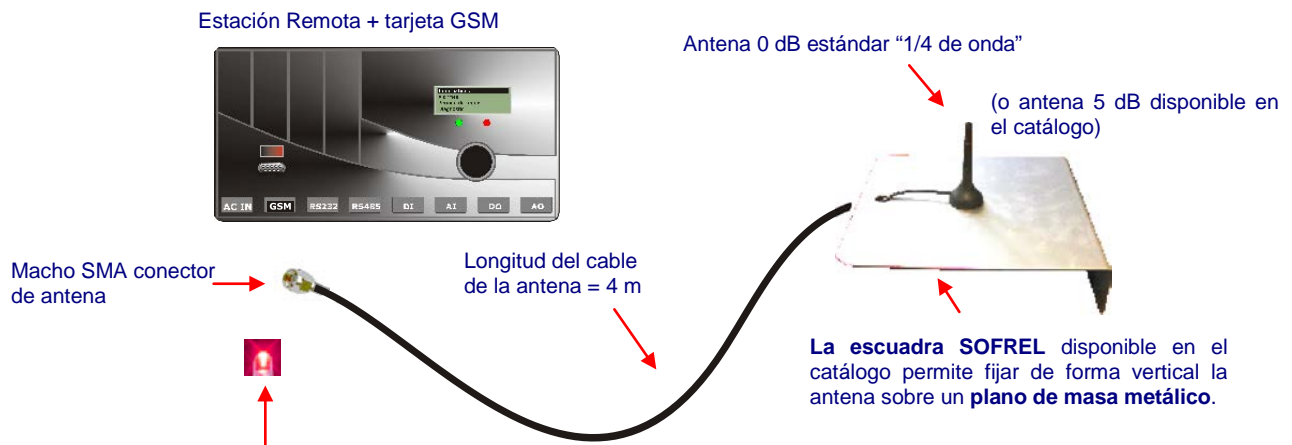 Estación Remota + tarjeta GSM
Antena 0 dB estándar “1/4 de onda”
(o antena 5 dB disponible en
el catálogo)
AC IN GSM RS232 RS485 DI AI DO AO
Macho SMA conector
de antena
Longitud del cable
de la antena = 4 m
La escuadra SOFREL disponible en el
catálogo permite fijar de forma vertical la
antena sobre un plano de masa metálico.